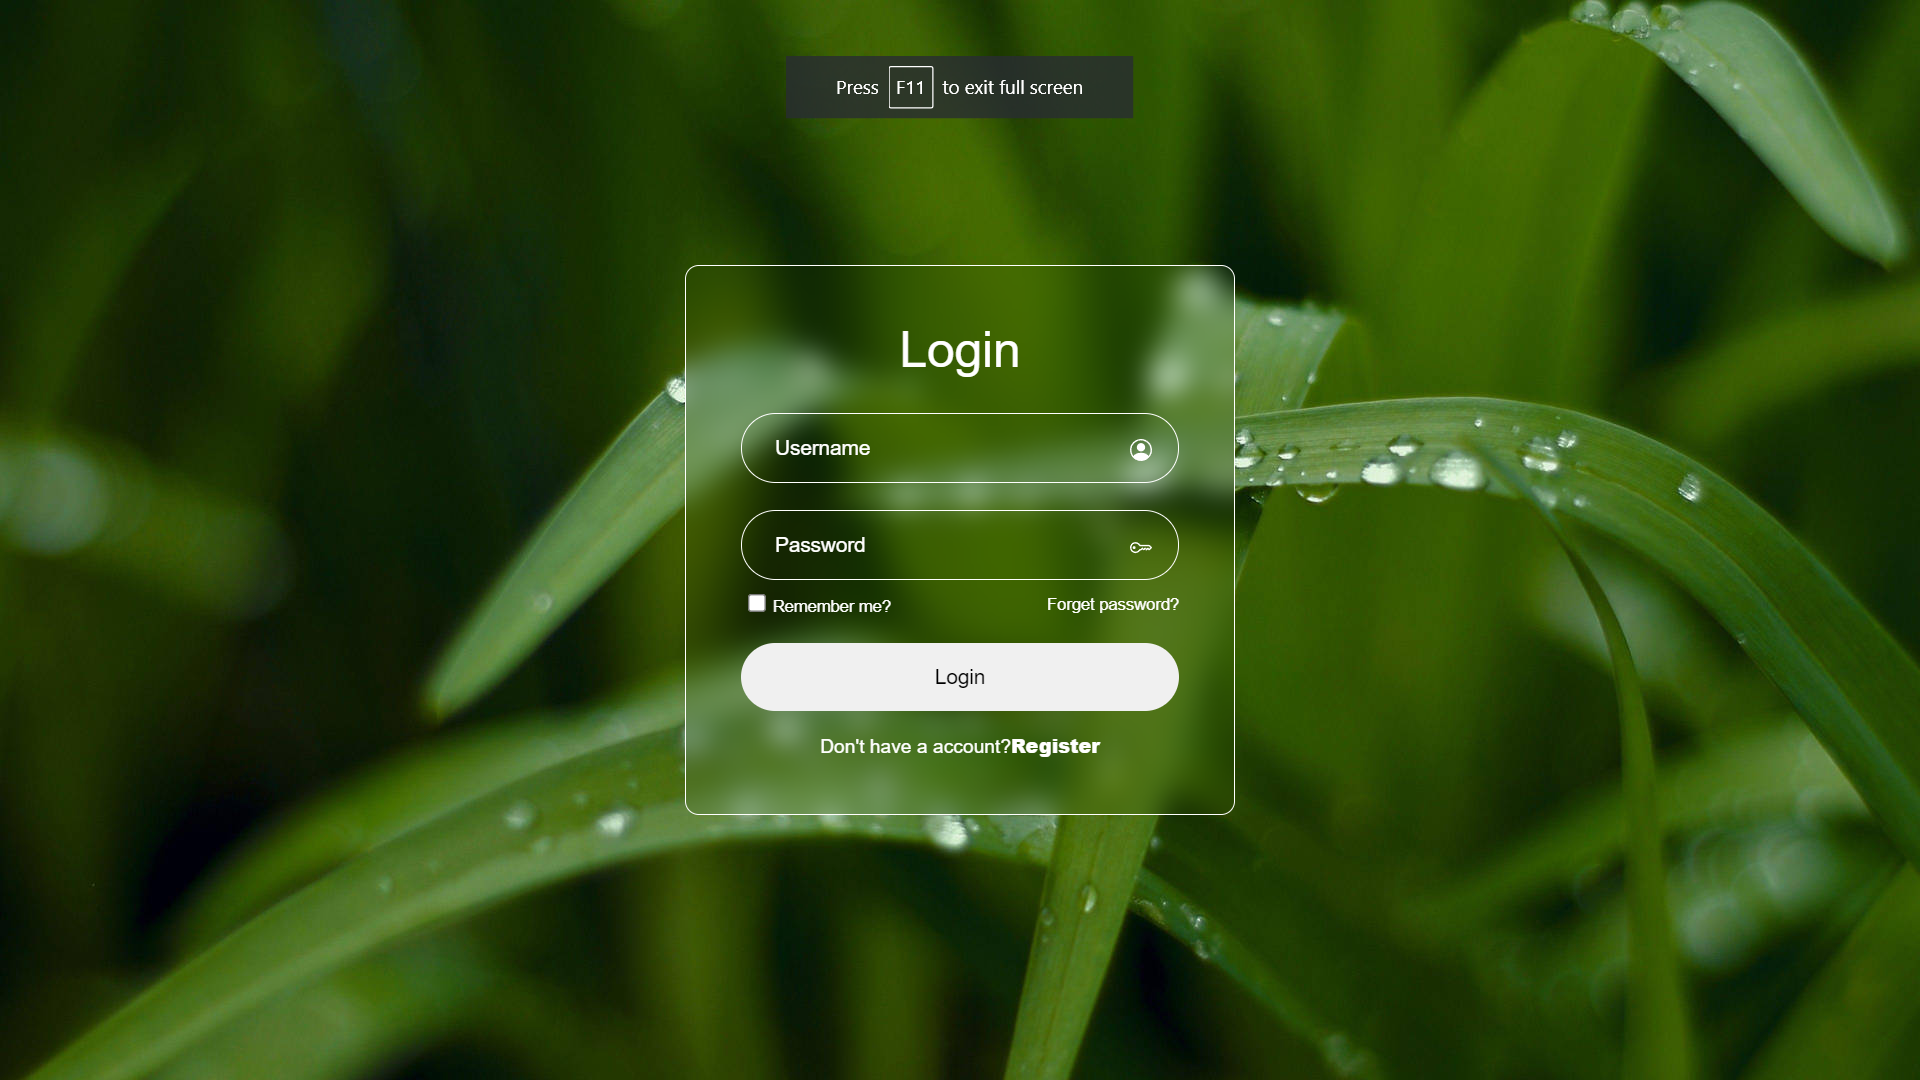 Press F11 to exit full screen
Login
Username
Password
Remember me? Forget password?
Login
Don't have a account?Register